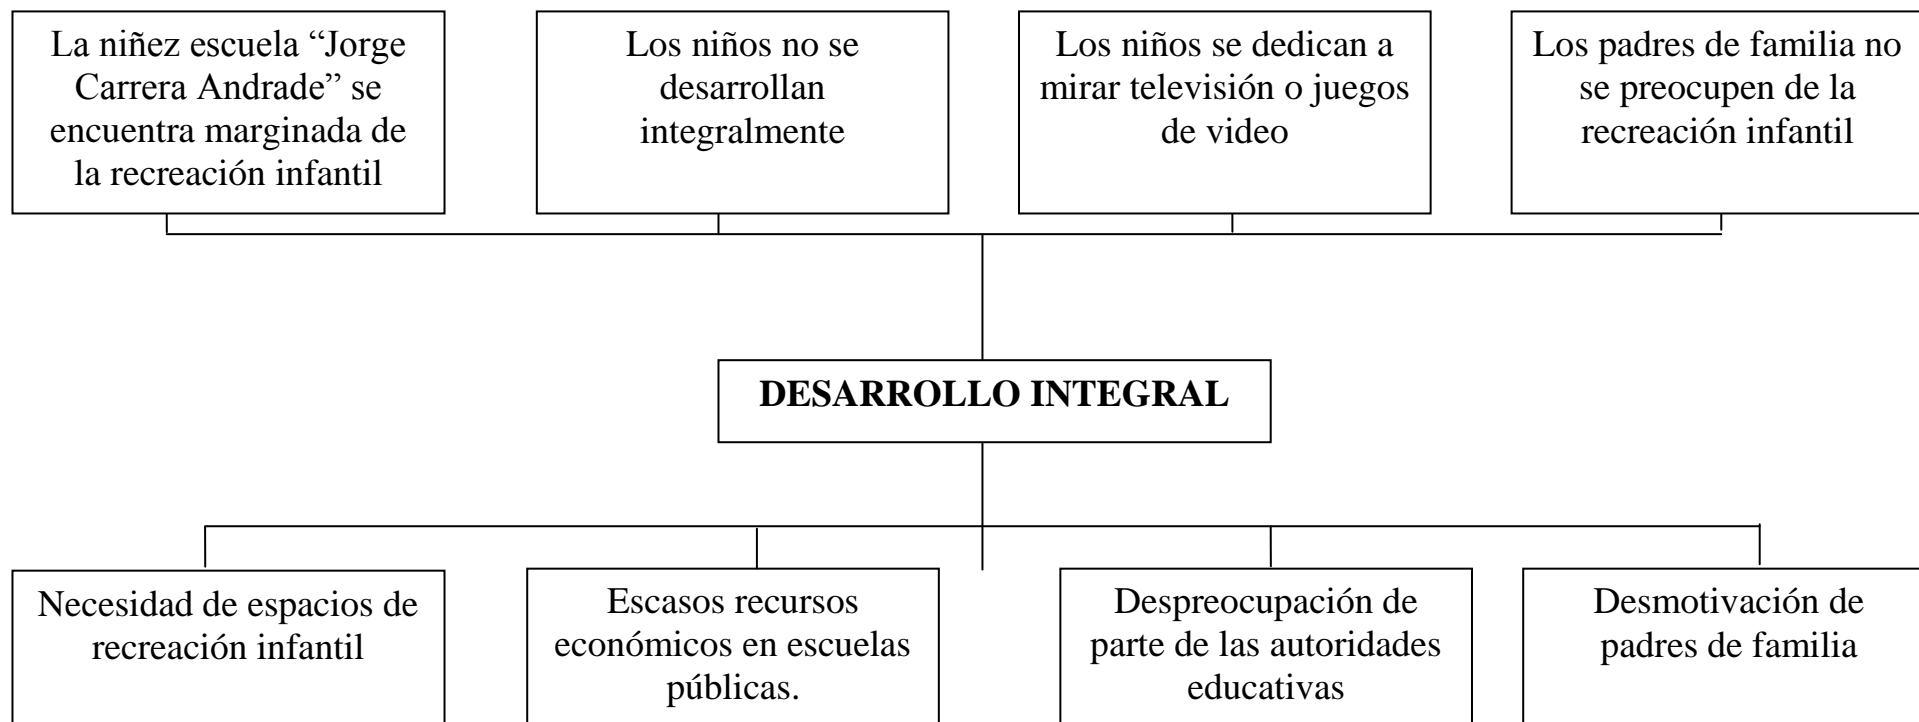 La niñez escuela “Jorge
Carrera Andrade” se
encuentra marginada de
la recreación infantil
Los niños no se
desarrollan
integralmente
Los niños se dedican a
mirar televisión o juegos
de video
Los padres de familia no
se preocupen de la
recreación infantil
DESARROLLO INTEGRAL
Necesidad de espacios de
recreación infantil
Escasos recursos
económicos en escuelas
públicas.
Despreocupación de
parte de las autoridades
educativas
Desmotivación de
padres de familia